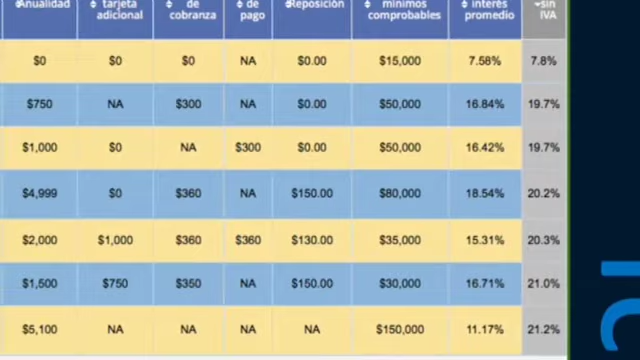 Anualidad tarjeta adicional de cobranza de pago Reposición mínimos comprobables interés promedio sin IVA
$0 $0 $0 NA $0.00 $15,000 7.58% 7.8%
$750 NA $300 NA $0.00 $50,000 16.84% 19.7%
$1,000 $0 NA $300 $0.00 $50,000 16.42% 19.7%
$4,999 $0 $360 NA $150.00 $80,000 18.54% 20.2%
$2,000 $1,000 $360 $360 $130.00 $35,000 15.31% 20.3%
$1,500 $750 $350 NA $150.00 $30,000 16.71% 21.0%
$5,100 NA NA NA NA $150,000 11.17% 21.2%